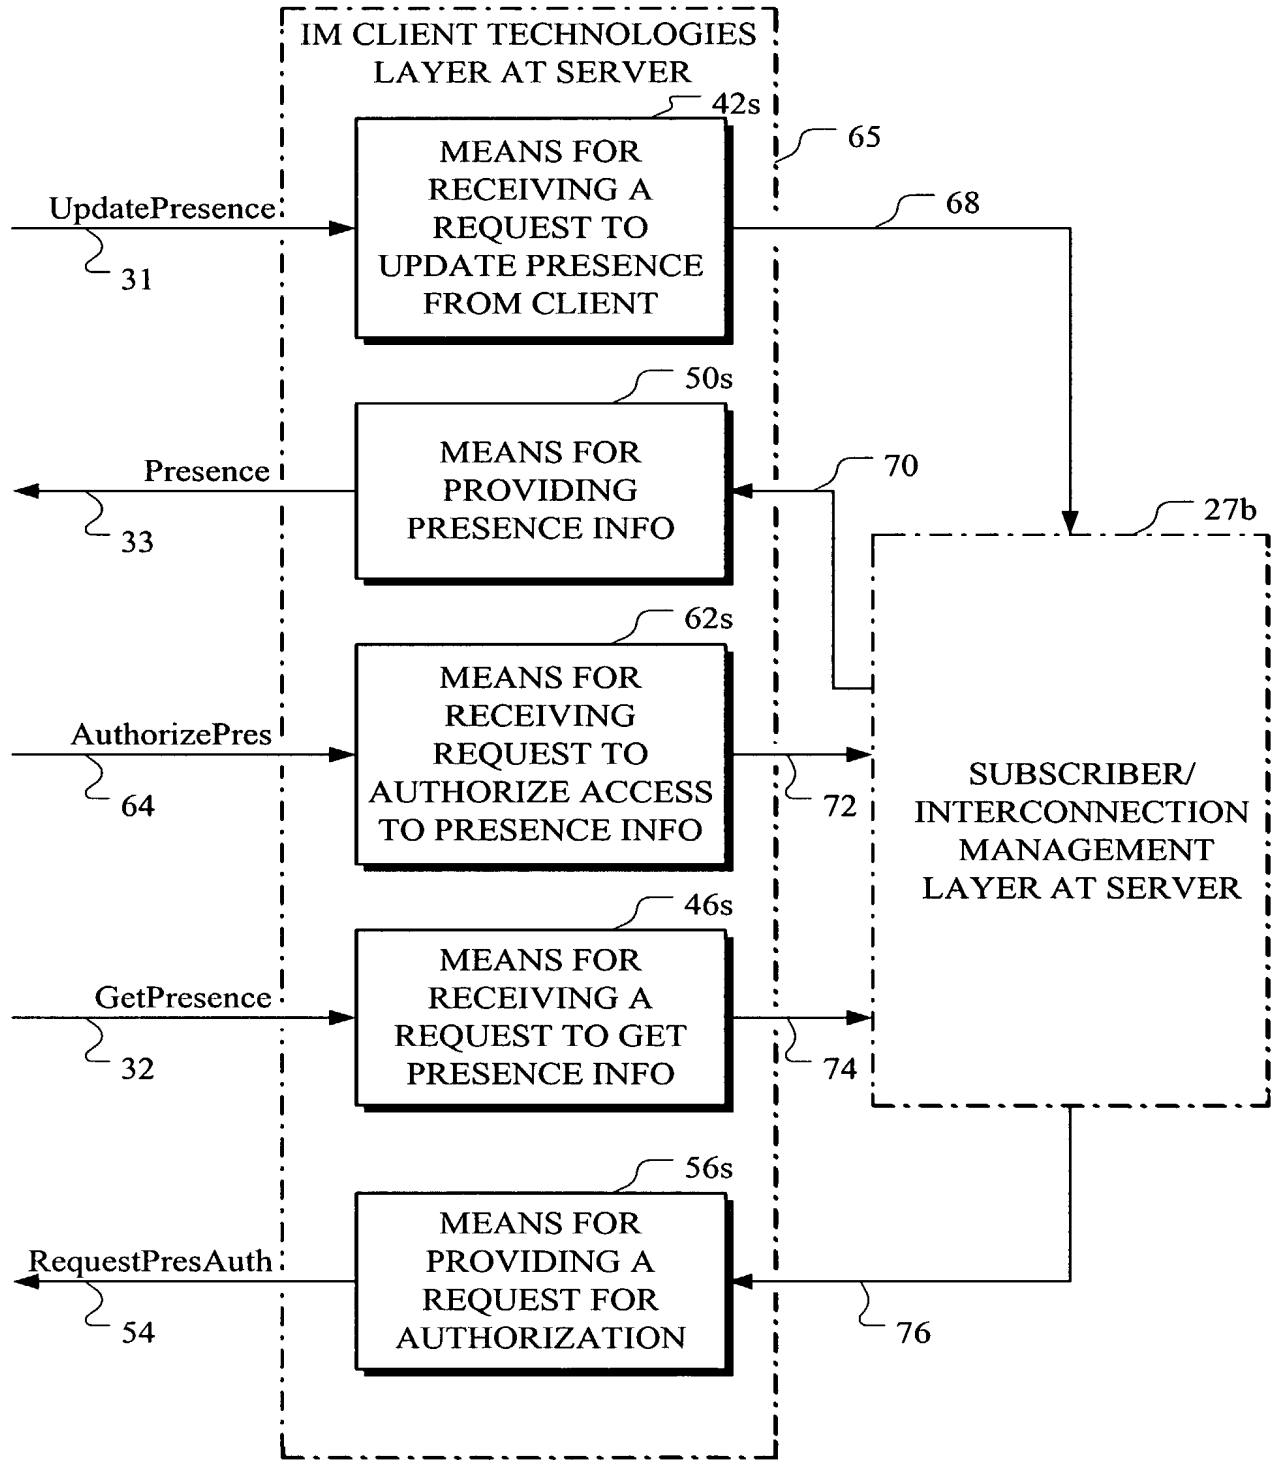 IM CLIENT TECHNOLOGIES
LAYER AT SERVER
42s
65
MEANS FOR
RECEIVING A
REQUEST TO
UPDATE PRESENCE
FROM CLIENT
UpdatePresence
31
68
50s
MEANS FOR
PROVIDING
PRESENCE INFO
Presence
33
70
27b
62s
MEANS FOR
RECEIVING
REQUEST TO
AUTHORIZE ACCESS
TO PRESENCE INFO
AuthorizePres
64
72
SUBSCRIBER/
INTERCONNECTION
MANAGEMENT
LAYER AT SERVER
46s
MEANS FOR
RECEIVING A
REQUEST TO GET
PRESENCE INFO
GetPresence
32
74
56s
MEANS FOR
PROVIDING A
REQUEST FOR
AUTHORIZATION
RequestPresAuth
54
76